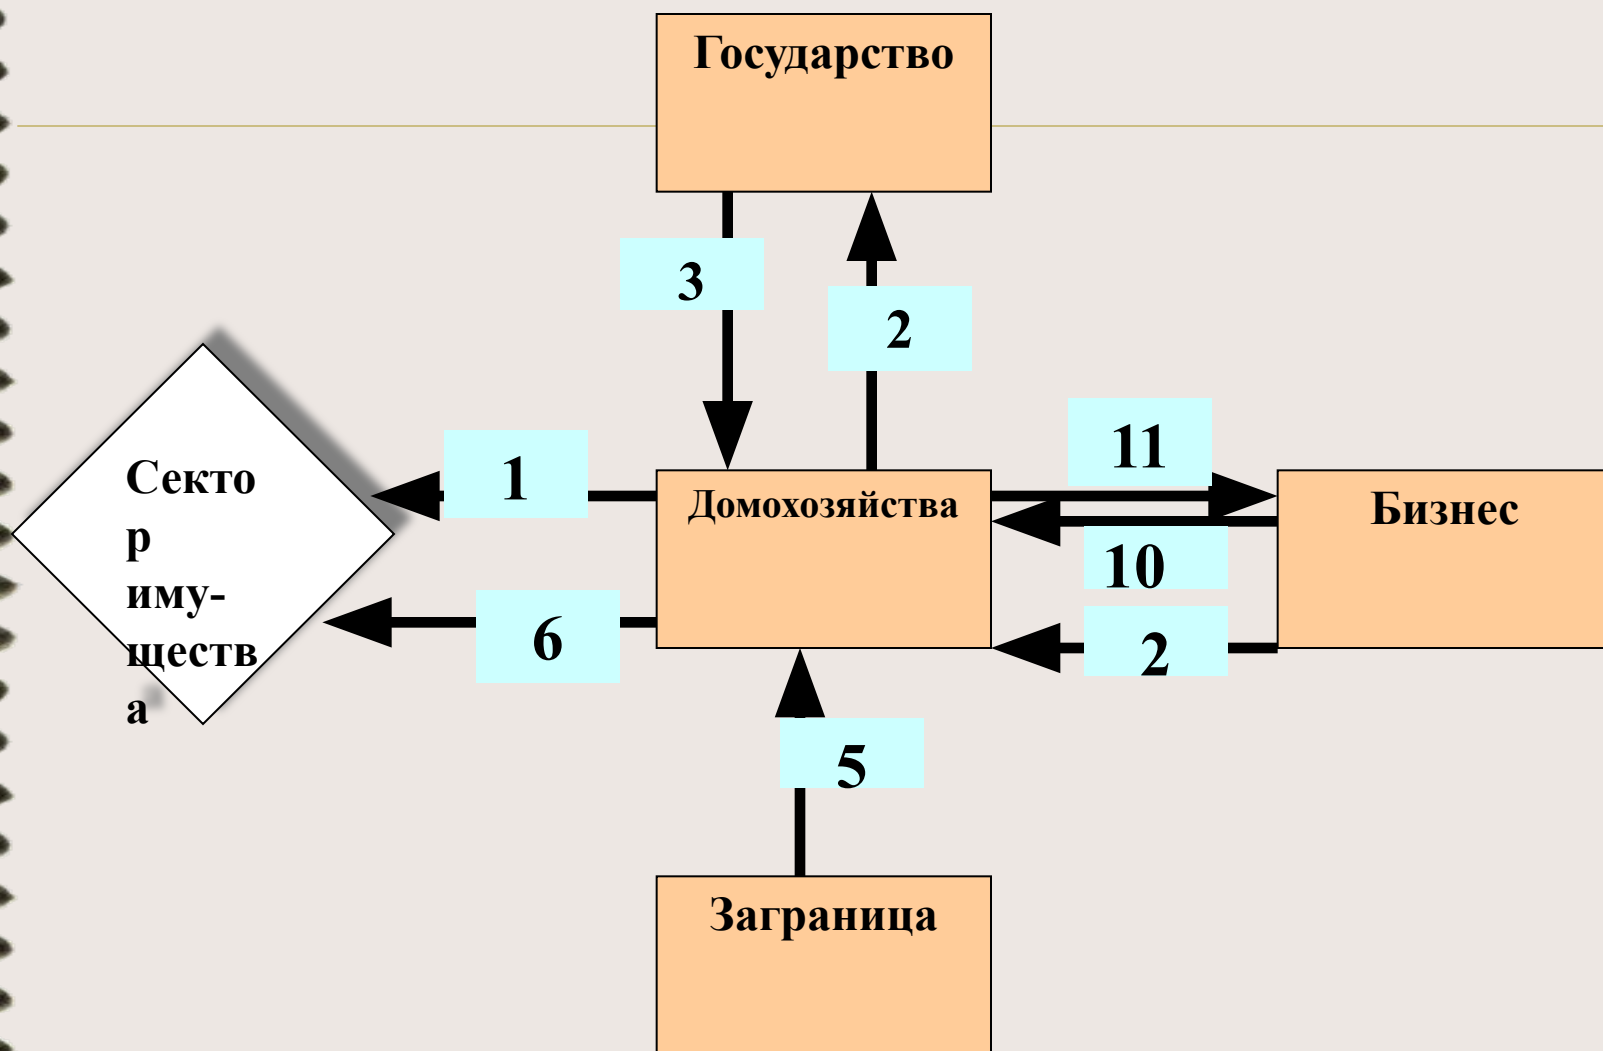 Государство
3
2
11
1
Секто
р
иму-
ществ
а
Домохозяйства
Бизнес
10
6
2
5
Заграница